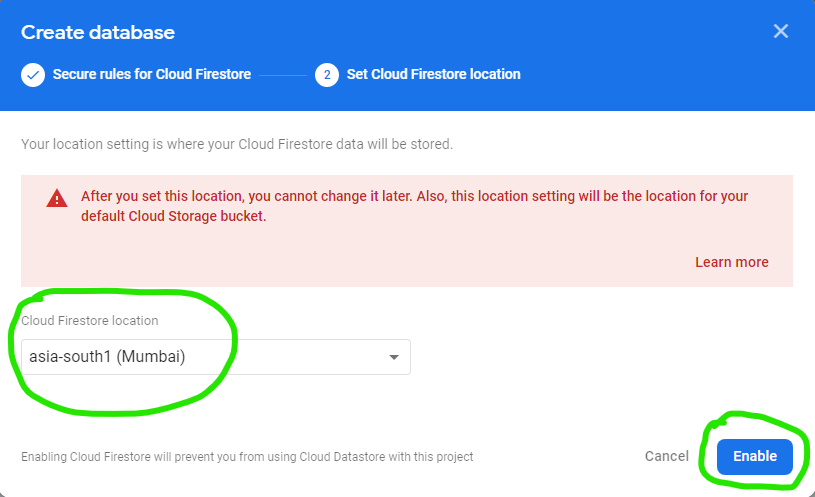 Create database
Secure rules for Cloud Firestore
2 Set Cloud Firestore location
Your location setting is where your Cloud Firestore data will be stored.
After you set this location, you cannot change it later. Also, this location setting will be the location for your
default Cloud Storage bucket.
Learn more
Cloud Firestore location
asia-south1 (Mumbai)
Enabling Cloud Firestore will prevent you from using Cloud Datastore with this project
Cancel
Enable